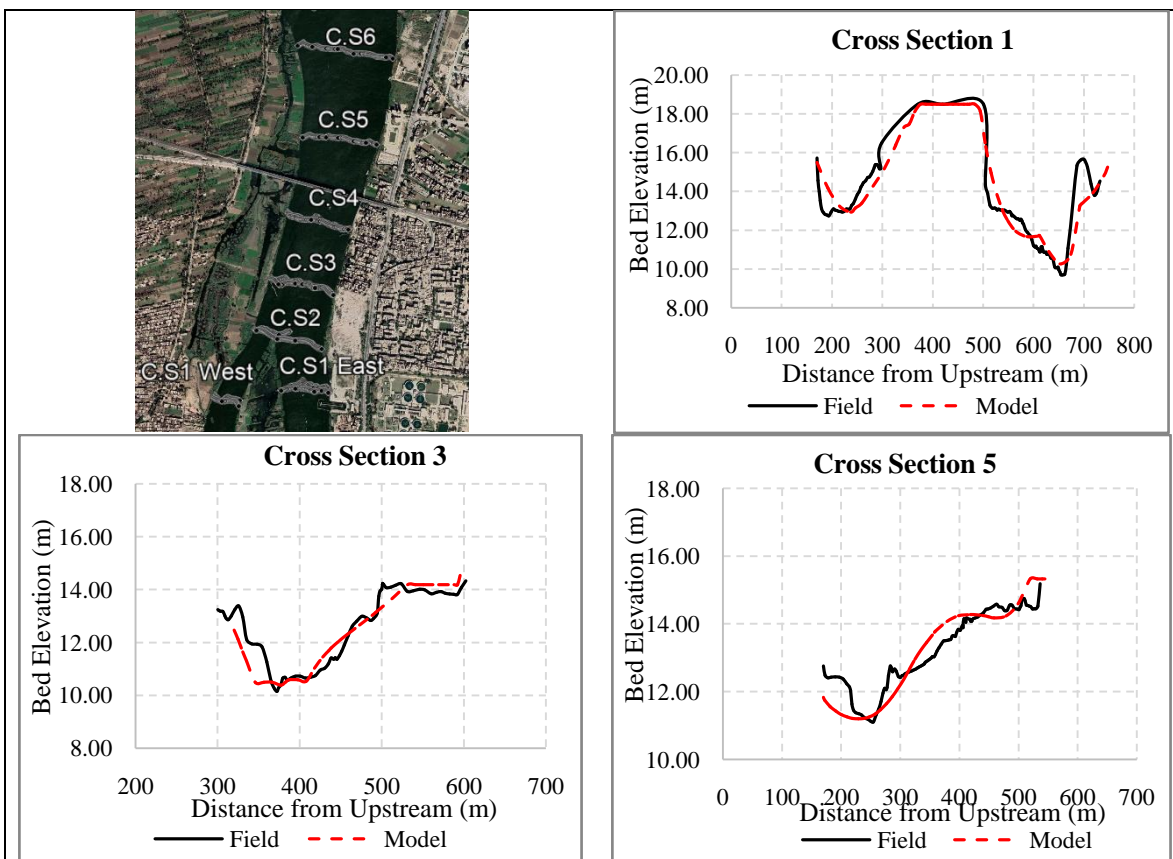 C.S6
C.S5
C.S4
C.S3
C.S2
C.S1 East
C.S1 West
Cross Section 1
Bed Elevation (m)
20.00
18.00
16.00
14.00
12.00
10.00
8.00
0 100 200 300 400 500 600 700 800
Distance from Upstream (m)
Field Model
Cross Section 3
Bed Elevation (m)
18.00
16.00
14.00
12.00
10.00
8.00
200 300 400 500 600 700
Distance from Upstream (m)
Field Model
Cross Section 5
Bed Elevation (m)
18.00
16.00
14.00
12.00
10.00
0 100 200 300 400 500 600 700
Distance from Upstream (m)
Field Model